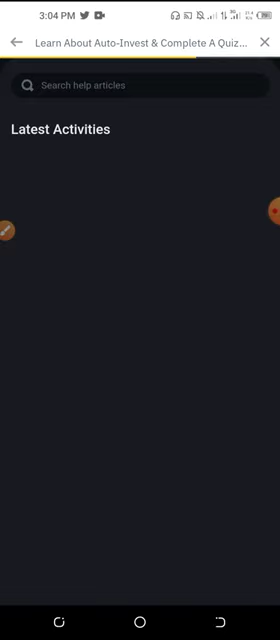 3:04 PM
Learn About Auto-Invest & Complete A Quiz...
Search help articles
Latest Activities